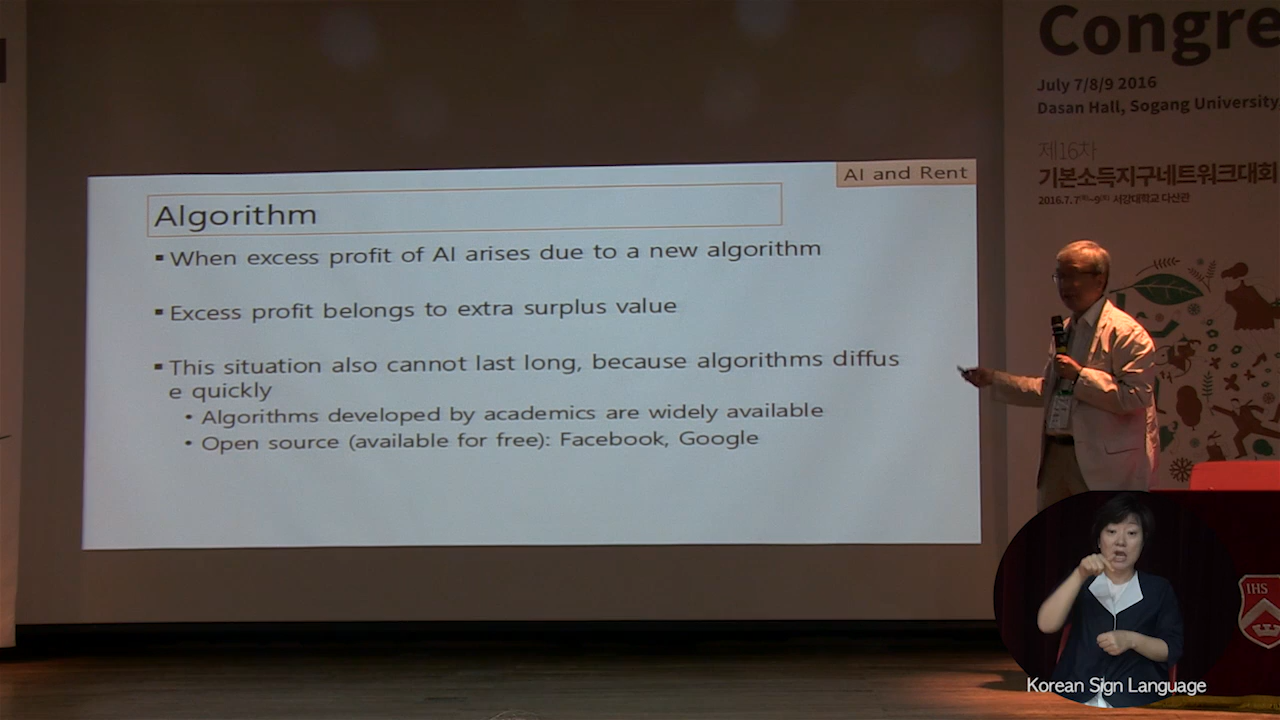 AI and Rent
Algorithm
▪ When excess profit of AI arises due to a new algorithm
▪ Excess profit belongs to extra surplus value
▪ This situation also cannot last long, because algorithms diffus
e quickly
• Algorithms developed by academics are widely available
• Open source (available for free): Facebook, Google
Congre
July 7/8/9 2016
Dasan Hall, Sogang University
제16차
기본소득지구네트워크대회
2016.7.7(목)~9(토) 서강대학교 다산관
IHS
Korean Sign Language